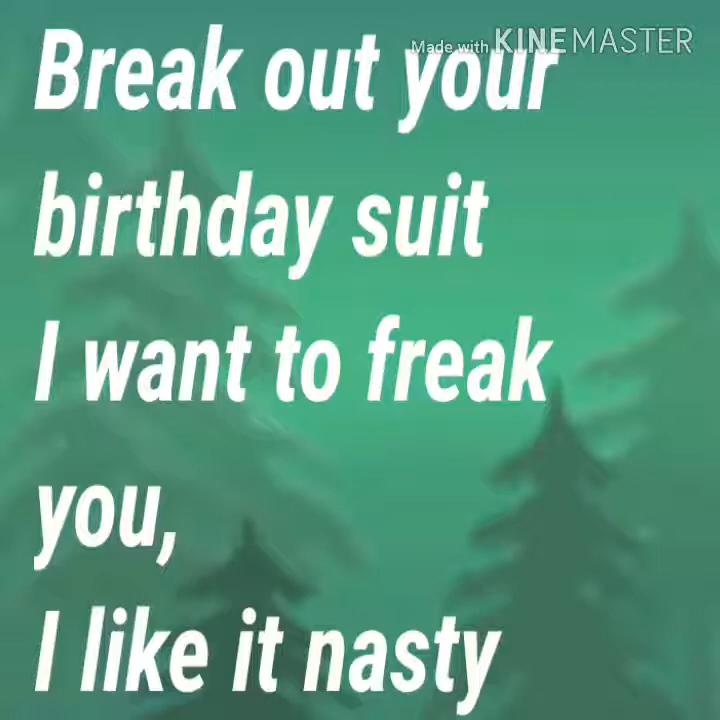 Made with KINEMASTER
Break out your
birthday suit
I want to freak
you,
I like it nasty